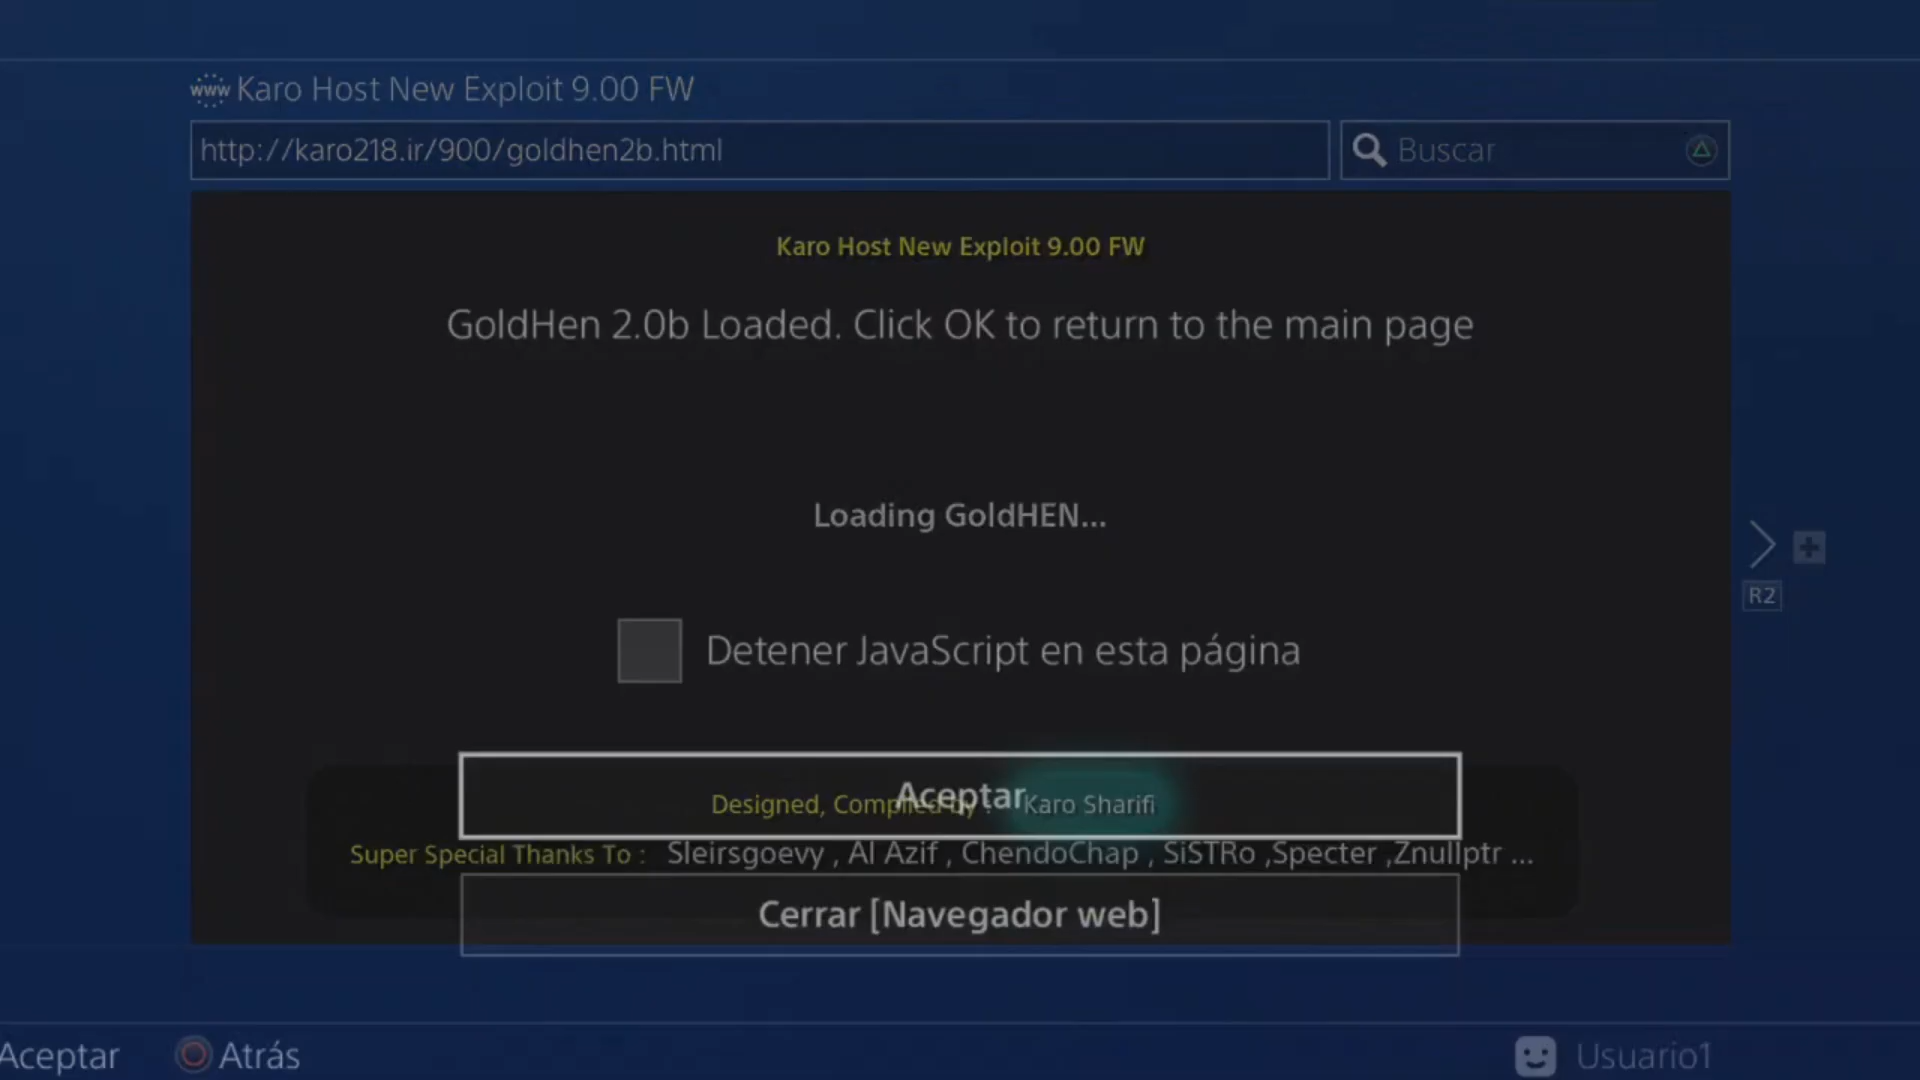 www Karo Host New Exploit 9.00 FW
http://karo218.ir/900/goldhen2b.html
Buscar
Karo Host New Exploit 9.00 FW
GoldHen 2.0b Loaded. Click OK to return to the main page
Loading GoldHEN...
R2
Detener JavaScript en esta página
Aceptar
Designed, Compiled by : Karo Sharifi
Super Special Thanks To : Sleirsgoevy , Al Azif , ChendoChap , SiSTRo ,Specter ,Znullptr ...
Cerrar [Navegador web]
Aceptar Atrás Usuario1